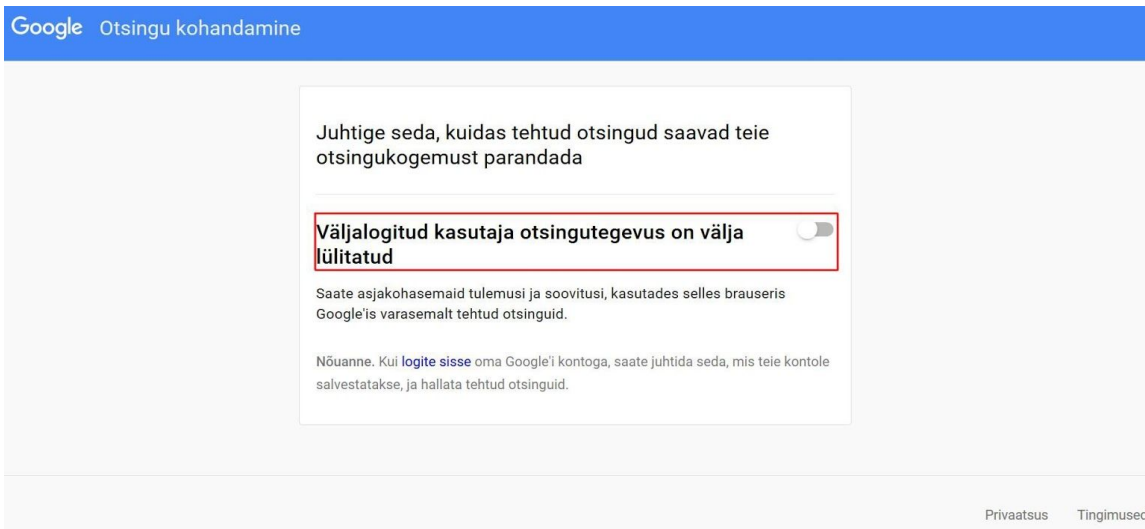 Google Otsingu kohandamine
Juhtige seda, kuidas tehtud otsingud saavad teie
otsingukogemust parandada
Väljalogitud kasutaja otsingutegevus on välja
lülitatud
Saate asjakohasemaid tulemusi ja soovitusi, kasutades selles brauseris
Google'is varasemalt tehtud otsinguid.
Nõuanne. Kui logite sisse oma Google'i kontoga, saate juhtida seda, mis teie kontole
salvestatakse, ja hallata tehtud otsinguid.
Privaatsus Tingimused